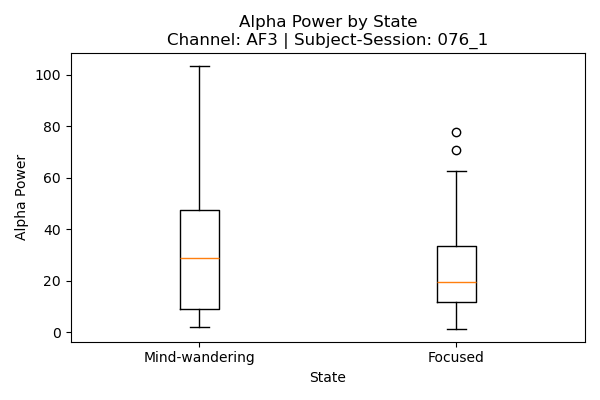 Alpha Power by State
Channel: AF3 | Subject-Session: 076_1
100
80
60
40
20
0
Alpha Power
Mind-wandering
Focused
State